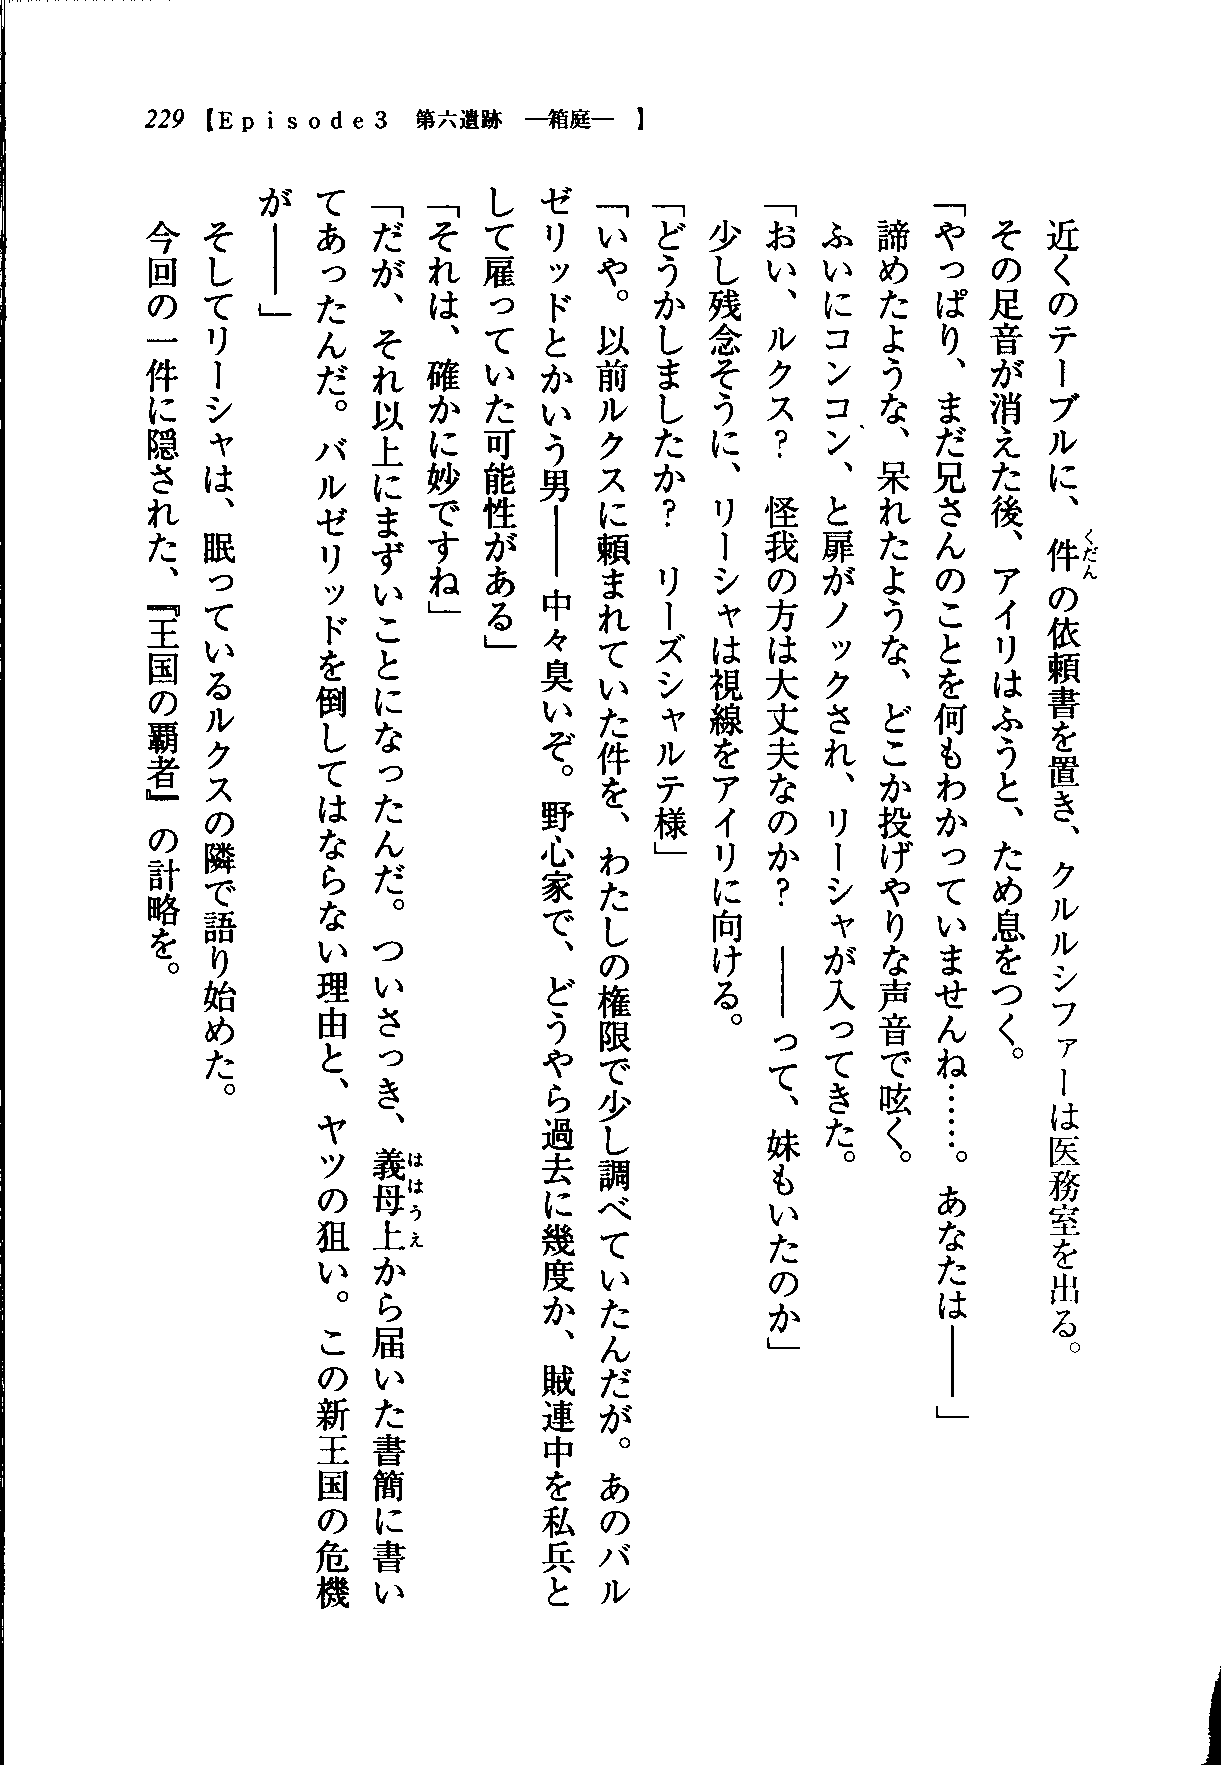 229 【Episode3　第六遺跡　―箱庭―　】
　近くのテーブルに、件の依頼書を置き、クルルシファーは医務室を出る。
くだん
　その足音が消えた後、アイリはふうと、ため息をつく。
「やっぱり、まだ兄さんのことを何もわかっていませんね……。あなたは――」
　諦めたような、呆れたような、どこか投げやりな声音で呟く。
　ふいにコンコン、と扉がノックされ、リーシャが入ってきた。
「おい、ルクス？　怪我の方は大丈夫なのか？　――って、妹もいたのか」
　少し残念そうに、リーシャは視線をアイリに向ける。
「どうかしましたか？　リーズシャルテ様」
「いや。以前ルクスに頼まれていた件を、わたしの権限で少し調べていたんだが。あのバル
ゼリッドとかいう男――中々臭いぞ。野心家で、どうやら過去に幾度か、賊連中を私兵と
して雇っていた可能性がある」
「それは、確かに妙ですね」
「だが、それ以上にまずいことになったんだ。ついさっき、義母上から届いた書簡に書い
ははうえ
てあったんだ。バルゼリッドを倒してはならない理由と、ヤツの狙い。この新王国の危機
が――」
　そしてリーシャは、眠っているルクスの隣で語り始めた。
　今回の一件に隠された、『王国の覇者』の計略を。